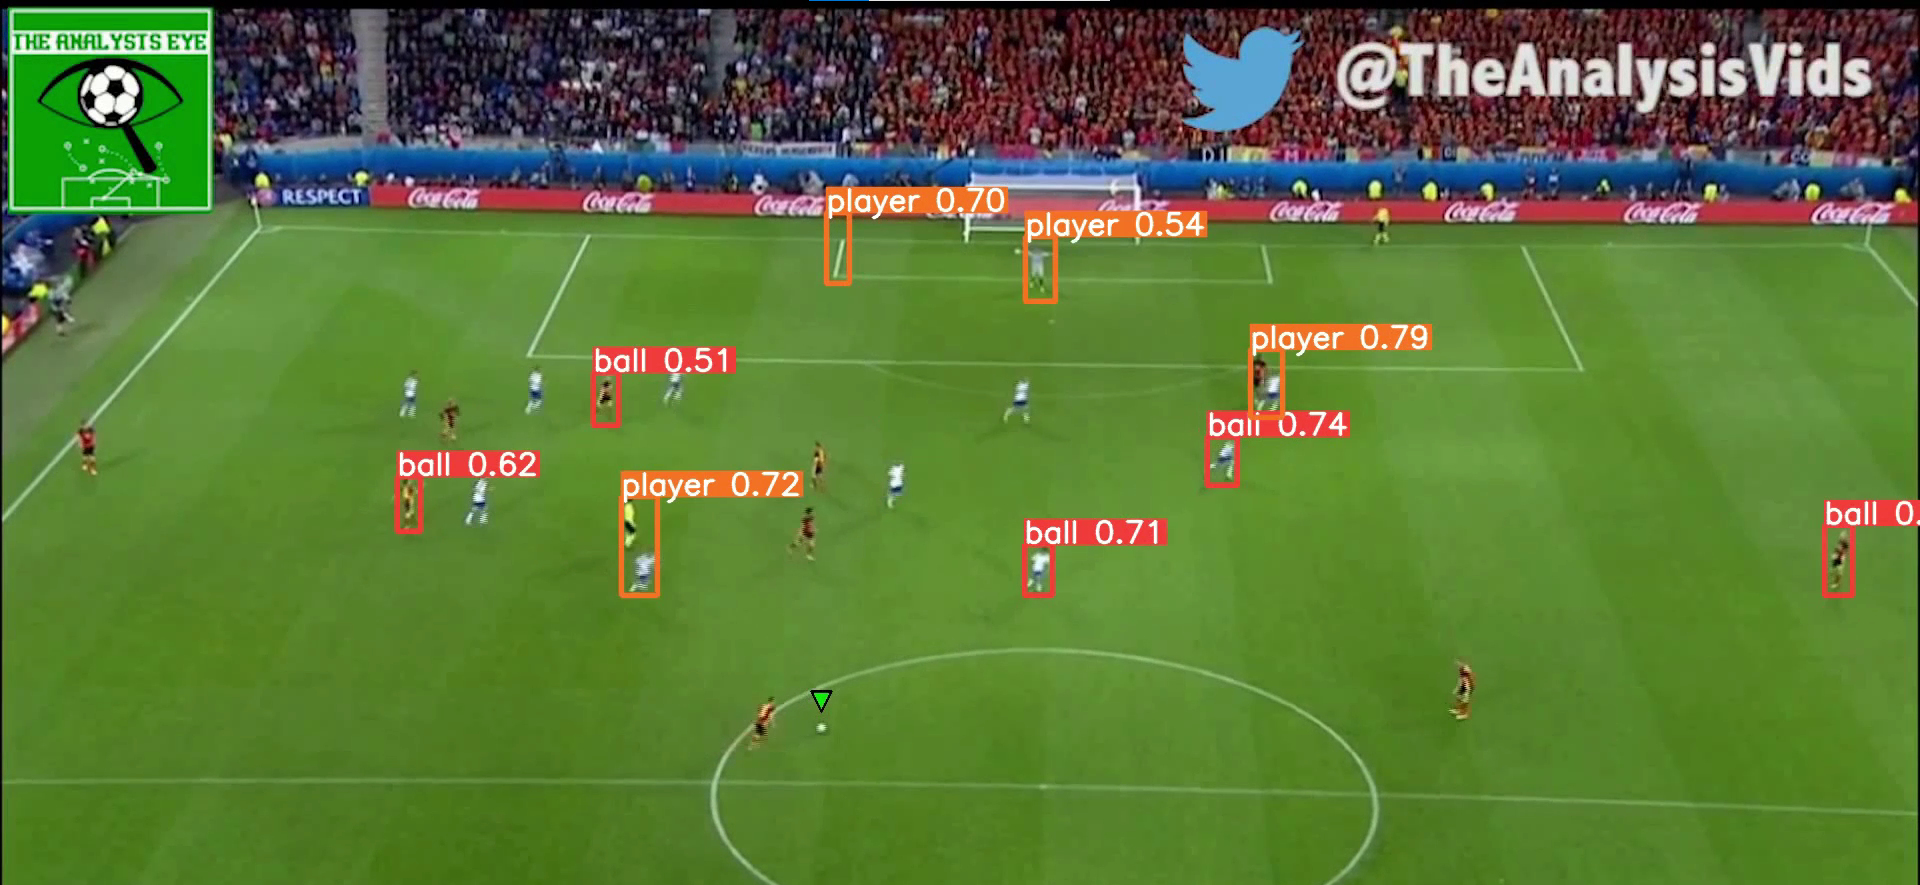 THE ANALYSTS EYE
@TheAnalysisVids
RESPECT
Coca-Cola
Coca-Cola
Coca-Cola
Coca-Cola
Coca-Cola
Coca-Cola
Coca-Cola
player 0.70
player 0.54
player 0.79
ball 0.51
ball 0.74
ball 0.62
player 0.72
ball 0.71
ball 0.